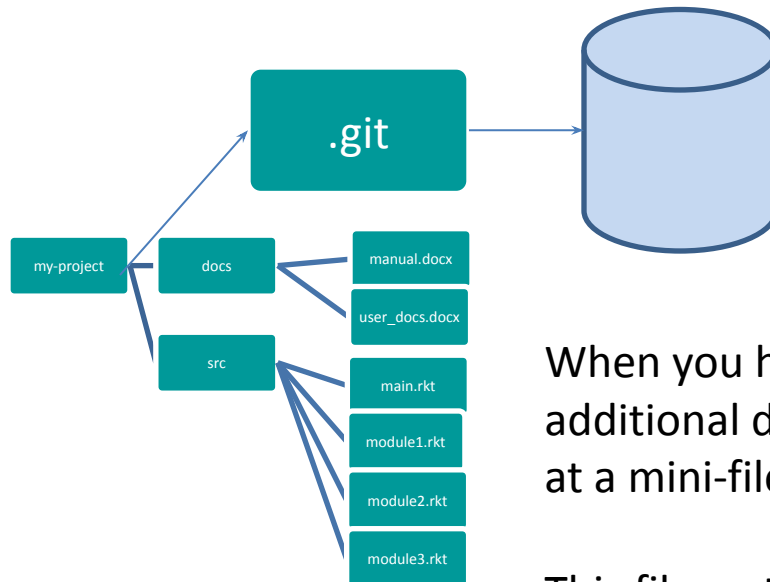 .git
my-project
docs
manual.docx
user_docs.docx
src
main.rkt
module1.rkt
module2.rkt
module3.rkt
When you
additional
at a mini-file